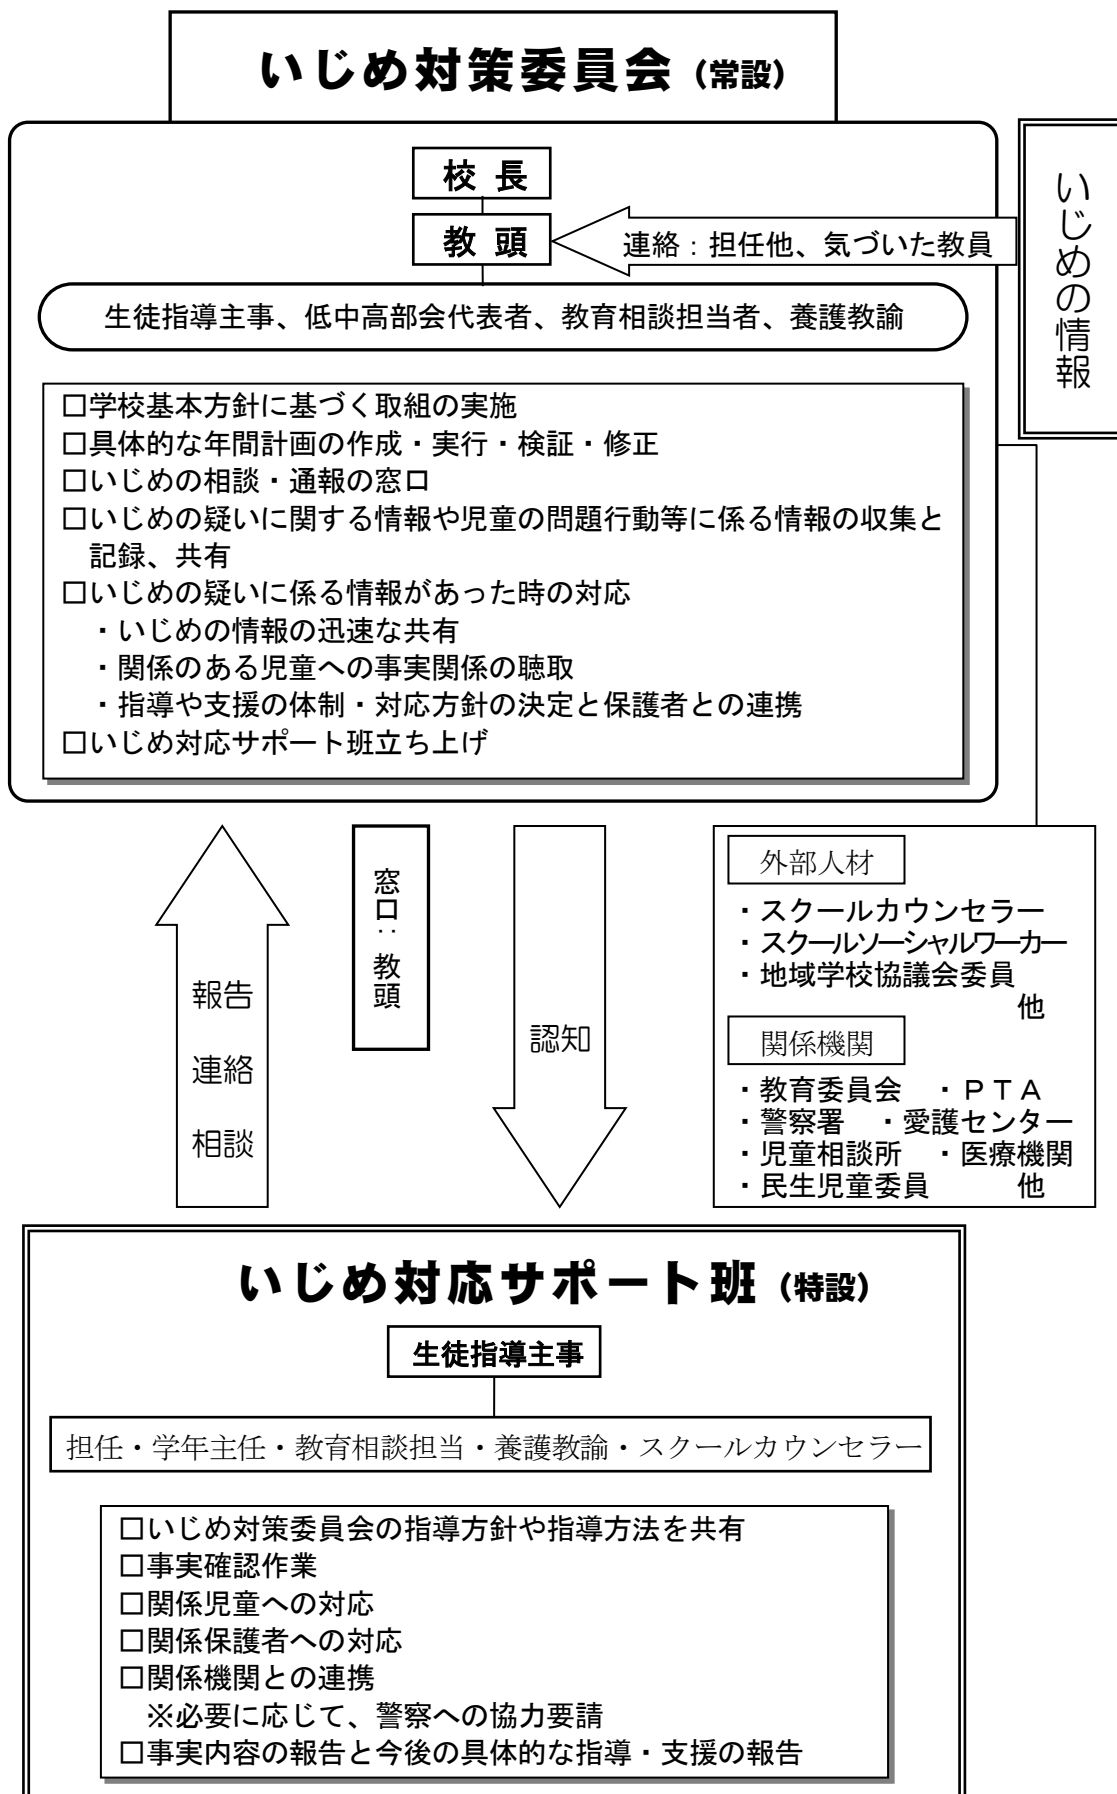 いじめ対策委員会（常設）
校 長
教 頭
連絡：担任他、気づいた教員
いじめの情報
生徒指導主事、低中高部会代表者、教育相談担当者、養護教諭
□学校基本方針に基づく取組の実施
□具体的な年間計画の作成・実行・検証・修正
□いじめの相談・通報の窓口
□いじめの疑いに関する情報や児童の問題行動等に係る情報の収集と
記録、共有
□いじめの疑いに係る情報があった時の対応
・いじめの情報の迅速な共有
・関係のある児童への事実関係の聴取
・指導や支援の体制・対応方針の決定と保護者との連携
□いじめ対応サポート班立ち上げ
報告
連絡
相談
窓口：教頭
認知
外部人材
・スクールカウンセラー
・スクールソーシャルワーカー
・地域学校協議会委員
他
関係機関
・教育委員会　・ＰＴＡ
・警察署　・愛護センター
・児童相談所　・医療機関
・民生児童委員　　　他
いじめ対応サポート班（特設）
生徒指導主事
担任・学年主任・教育相談担当・養護教諭・スクールカウンセラー
□いじめ対策委員会の指導方針や指導方法を共有
□事実確認作業
□関係児童への対応
□関係保護者への対応
□関係機関との連携
※必要に応じて、警察への協力要請
□事実内容の報告と今後の具体的な指導・支援の報告